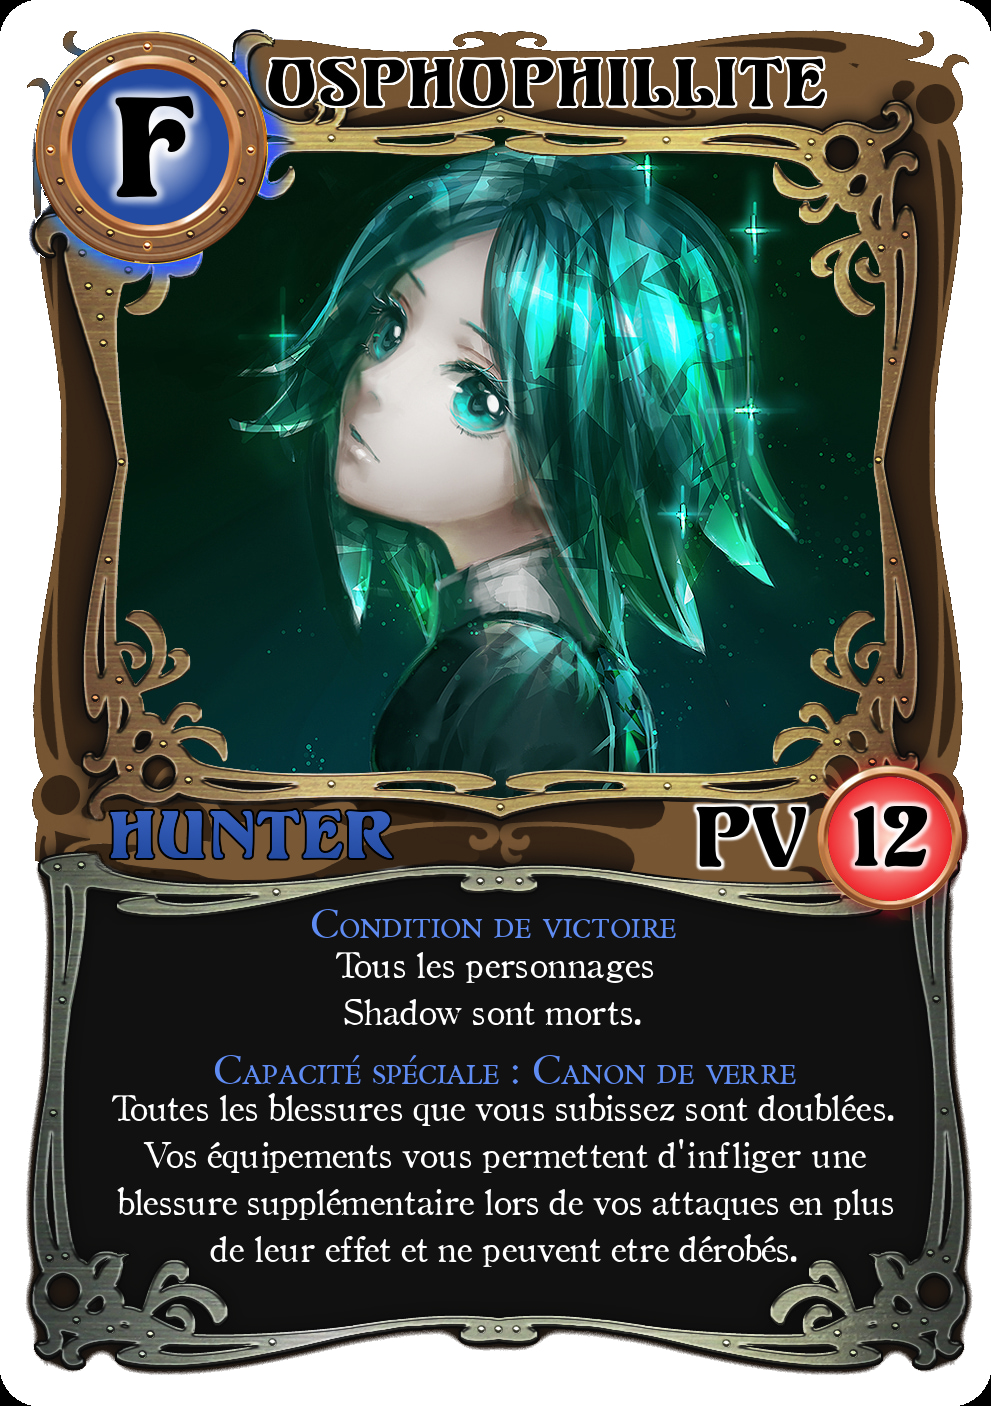 FOSPHOPHILLITE
HUNTER
PV 12
Condition de victoire
Tous les personnages
Shadow sont morts.
Capacité spéciale : Canon de verre
Toutes les blessures que vous subissez sont doublées.
Vos équipements vous permettent d'infliger une
blessure supplémentaire lors de vos attaques en plus
de leur effet et ne peuvent etre dérobés.